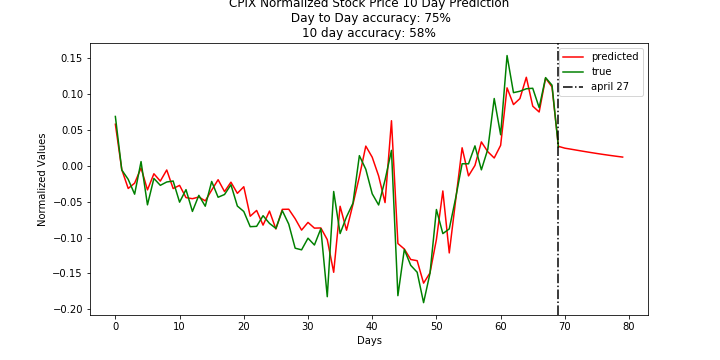 CPIX Normalized Stock Price 10 Day Prediction
Day to Day accuracy: 75%
10 day accuracy: 58%
predicted
true
april 27
0.15
0.10
0.05
0.00
−0.05
−0.10
−0.15
−0.20
Normalized Values
0 10 20 30 40 50 60 70 80
Days